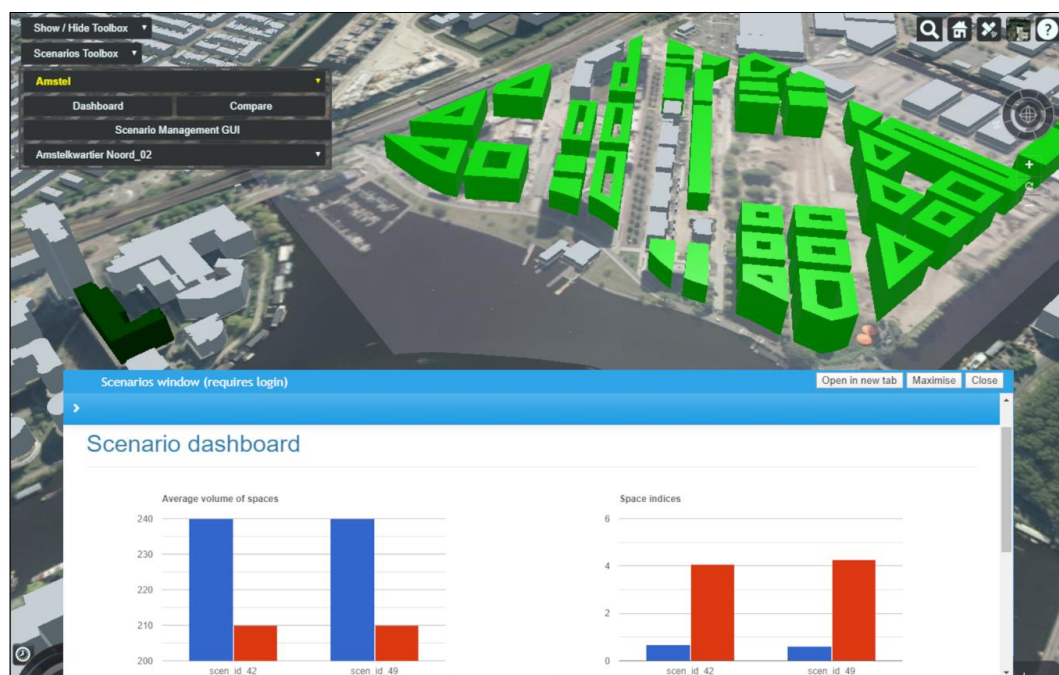 Show / Hide Toolbox ▼
Scenarios Toolbox ▼
Amstel ▼
Dashboard Compare
Scenario Management GUI
Amstelkwartier Noord_02 ▼
Scenarios window (requires login) Open in new tab Maximise Close
Scenario dashboard
Average volume of spaces
240
230
220
210
200
scen_id_42 scen_id_49
Space indices
6
4
2
0
scen_id_42 scen_id_49